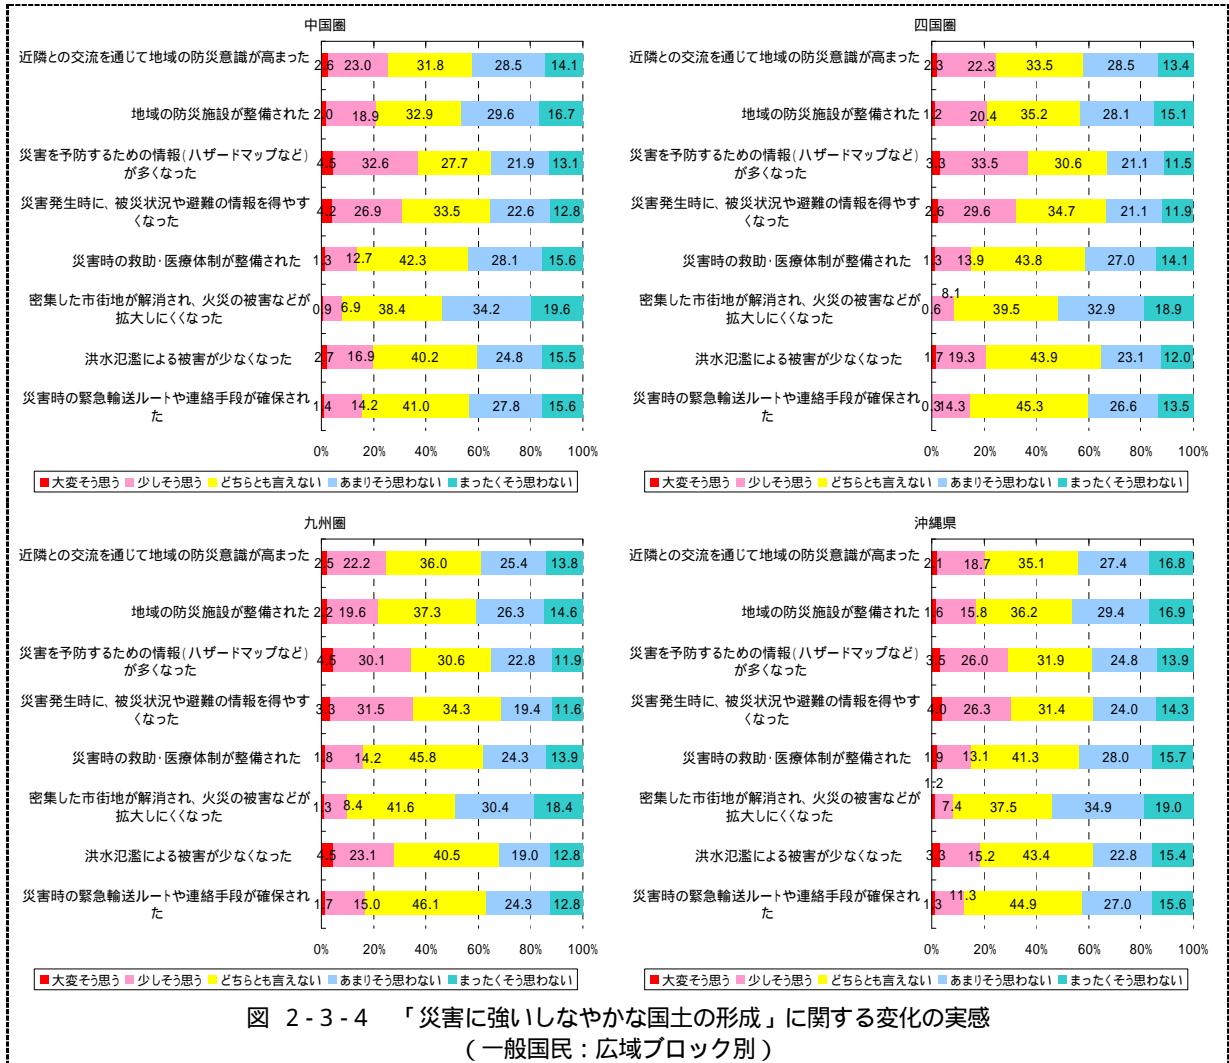 中国圏
近隣との交流を通じて地域の防災意識が高まった
2.6 23.0 31.8 28.5 14.1
地域の防災施設が整備された
2.0 18.9 32.9 29.6 16.7
災害を予防するための情報(ハザードマップなど)
が多くなった
4.5 32.6 27.7 21.9 13.1
災害発生時に、被災状況や避難の情報を得やす
くなった
4.2 26.9 33.5 22.6 12.8
災害時の救助・医療体制が整備された
1.3 12.7 42.3 28.1 15.6
密集した市街地が解消され、火災の被害などが
拡大しにくくなった
0.9 6.9 38.4 34.2 19.6
洪水氾濫による被害が少なくなった
2.7 16.9 40.2 24.8 15.5
災害時の緊急輸送ルートや連絡手段が確保され
た
1.4 14.2 41.0 27.8 15.6
0% 20% 40% 60% 80% 100%
大変そう思う 少しそう思う どちらとも言えない あまりそう思わない まったくそう思わない
四国圏
近隣との交流を通じて地域の防災意識が高まった
2.3 22.3 33.5 28.5 13.4
地域の防災施設が整備された
1.2 20.4 35.2 28.1 15.1
災害を予防するための情報(ハザードマップなど)
が多くなった
3.3 33.5 30.6 21.1 11.5
災害発生時に、被災状況や避難の情報を得やす
くなった
2.6 29.6 34.7 21.1 11.9
災害時の救助・医療体制が整備された
1.3 13.9 43.8 27.0 14.1
密集した市街地が解消され、火災の被害などが
拡大しにくくなった
0.6 8.1 39.5 32.9 18.9
洪水氾濫による被害が少なくなった
1.7 19.3 43.9 23.1 12.0
災害時の緊急輸送ルートや連絡手段が確保され
た
0.3 14.3 45.3 26.6 13.5
0% 20% 40% 60% 80% 100%
大変そう思う 少しそう思う どちらとも言えない あまりそう思わない まったくそう思わない
九州圏
近隣との交流を通じて地域の防災意識が高まった
2.5 22.2 36.0 25.4 13.8
地域の防災施設が整備された
2.2 19.6 37.3 26.3 14.6
災害を予防するための情報(ハザードマップなど)
が多くなった
4.5 30.1 30.6 22.8 11.9
災害発生時に、被災状況や避難の情報を得やす
くなった
3.3 31.5 34.3 19.4 11.6
災害時の救助・医療体制が整備された
1.8 14.2 45.8 24.3 13.9
密集した市街地が解消され、火災の被害などが
拡大しにくくなった
1.3 8.4 41.6 30.4 18.4
洪水氾濫による被害が少なくなった
4.5 23.1 40.5 19.0 12.8
災害時の緊急輸送ルートや連絡手段が確保され
た
1.7 15.0 46.1 24.3 12.8
0% 20% 40% 60% 80% 100%
大変そう思う 少しそう思う どちらとも言えない あまりそう思わない まったくそう思わない
沖縄県
近隣との交流を通じて地域の防災意識が高まった
2.1 18.7 35.1 27.4 16.8
地域の防災施設が整備された
1.6 15.8 36.2 29.4 16.9
災害を予防するための情報(ハザードマップなど)
が多くなった
3.5 26.0 31.9 24.8 13.9
災害発生時に、被災状況や避難の情報を得やす
くなった
4.0 26.3 31.4 24.0 14.3
災害時の救助・医療体制が整備された
1.9 13.1 41.3 28.0 15.7
密集した市街地が解消され、火災の被害などが
拡大しにくくなった
1.2 7.4 37.5 34.9 19.0
洪水氾濫による被害が少なくなった
3.3 15.2 43.4 22.8 15.4
災害時の緊急輸送ルートや連絡手段が確保され
た
1.3 11.3 44.9 27.0 15.6
0% 20% 40% 60% 80% 100%
大変そう思う 少しそう思う どちらとも言えない あまりそう思わない まったくそう思わない
図 2-3-4 「災害に強いしなやかな国土の形成」に関する変化の実感
(一般国民:広域ブロック別)